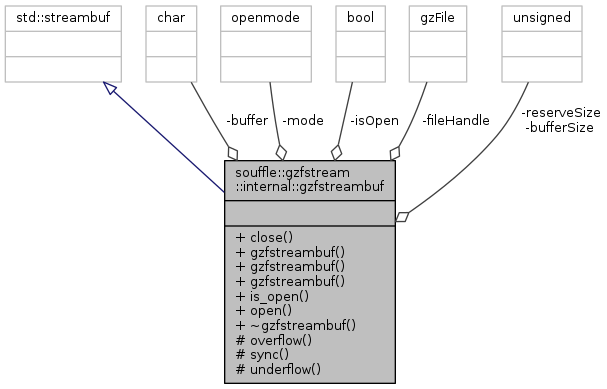 std::streambuf
char
openmode
bool
gzFile
unsigned
-buffer
-mode
-isOpen
-fileHandle
-reserveSize
-bufferSize
souffle::gzfstream
::internal::gzfstreambuf
+ close()
+ gzfstreambuf()
+ gzfstreambuf()
+ gzfstreambuf()
+ is_open()
+ open()
+ ~gzfstreambuf()
# overflow()
# sync()
# underflow()